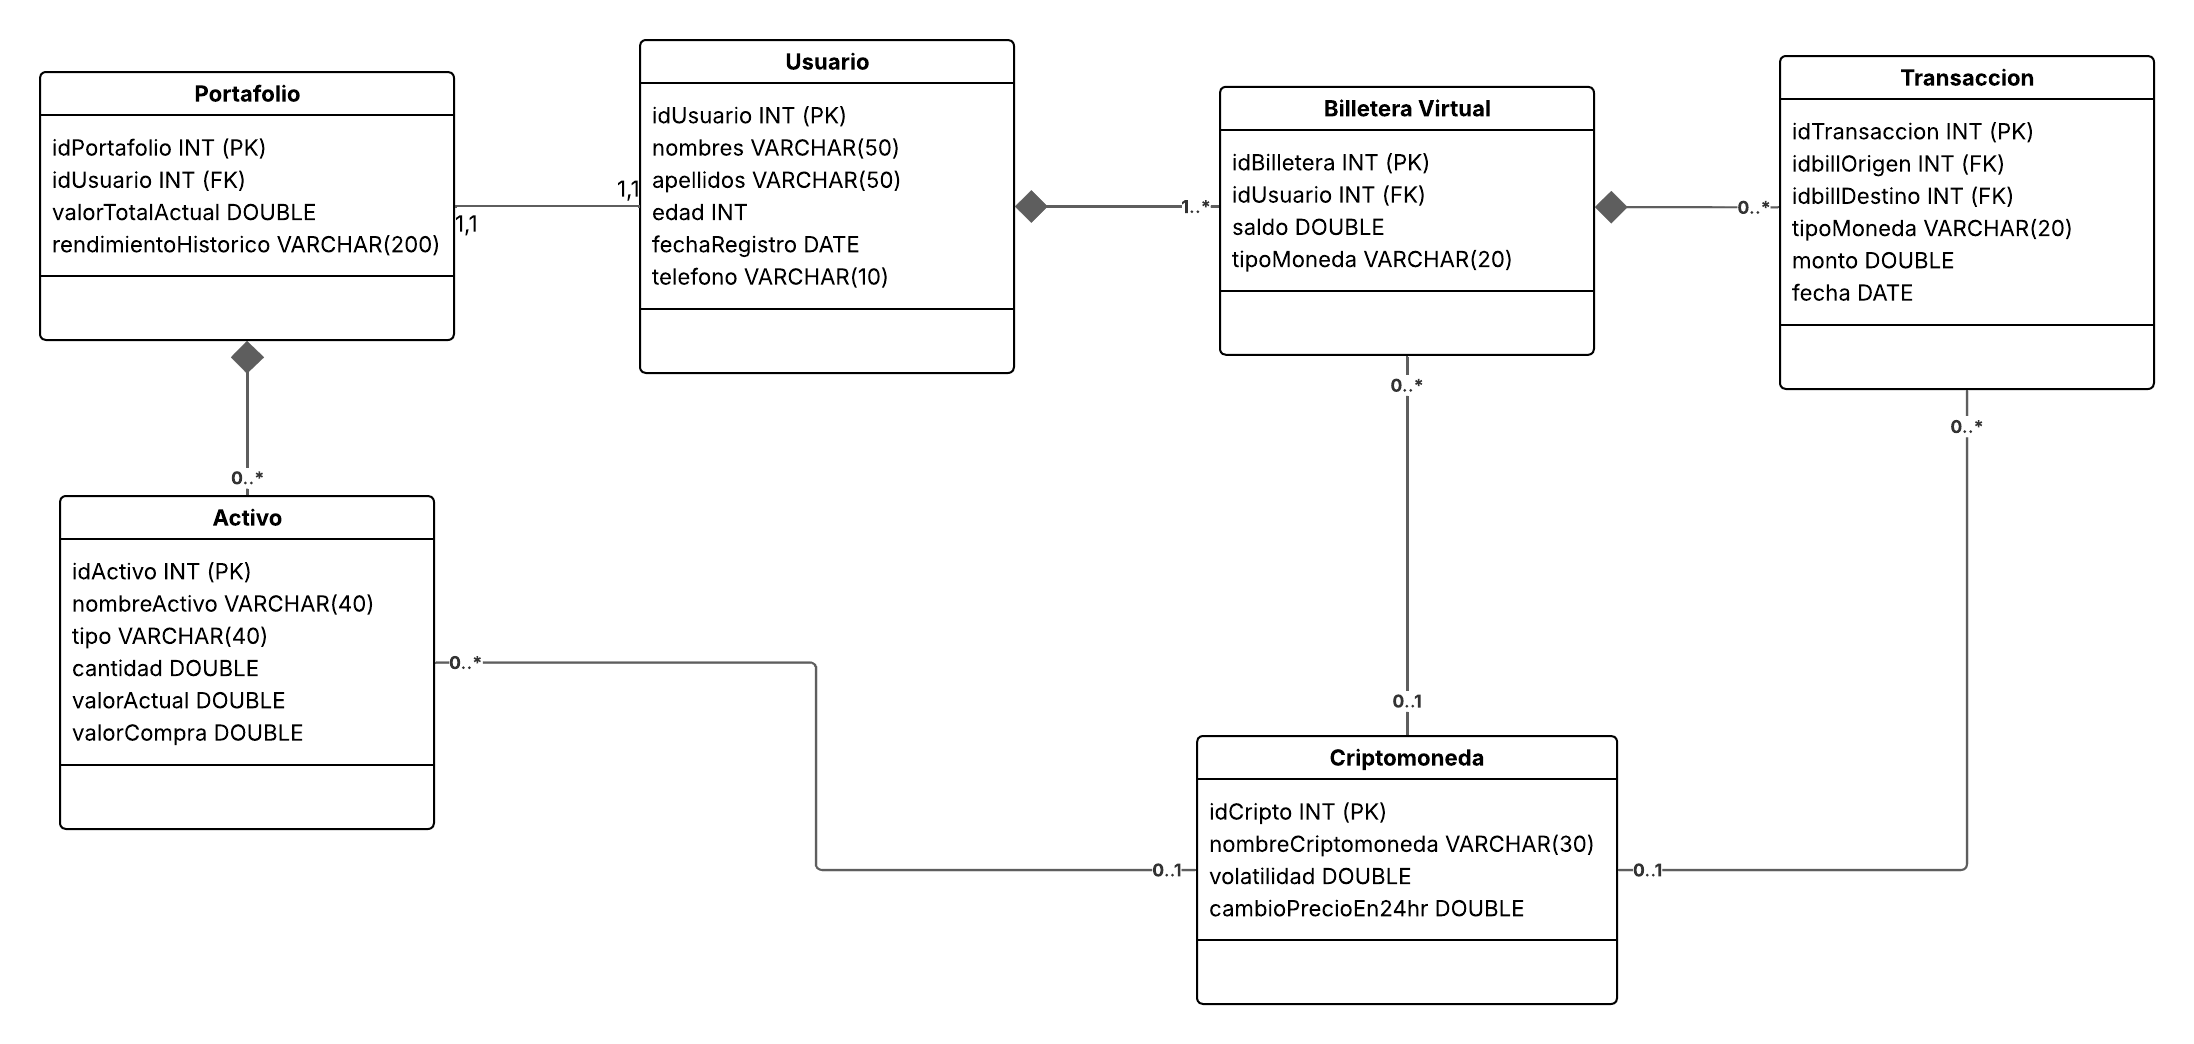 Portafolio
idPortafolio INT (PK)
idUsuario INT (FK)
valorTotalActual DOUBLE
rendimientoHistorico VARCHAR(200)
1,1
1,1
Usuario
idUsuario INT (PK)
nombres VARCHAR(50)
apellidos VARCHAR(50)
edad INT
fechaRegistro DATE
telefono VARCHAR(10)
1..*
Billetera Virtual
idBilletera INT (PK)
idUsuario INT (FK)
saldo DOUBLE
tipoMoneda VARCHAR(20)
0..*
Transaccion
idTransaccion INT (PK)
idbillOrigen INT (FK)
idbillDestino INT (FK)
tipoMoneda VARCHAR(20)
monto DOUBLE
fecha DATE
0..*
0..*
0..*
Activo
idActivo INT (PK)
nombreActivo VARCHAR(40)
tipo VARCHAR(40)
cantidad DOUBLE
valorActual DOUBLE
valorCompra DOUBLE
0..*
0..1
0..1
Criptomoneda
idCripto INT (PK)
nombreCriptomoneda VARCHAR(30)
volatilidad DOUBLE
cambioPrecioEn24hr DOUBLE
0..1